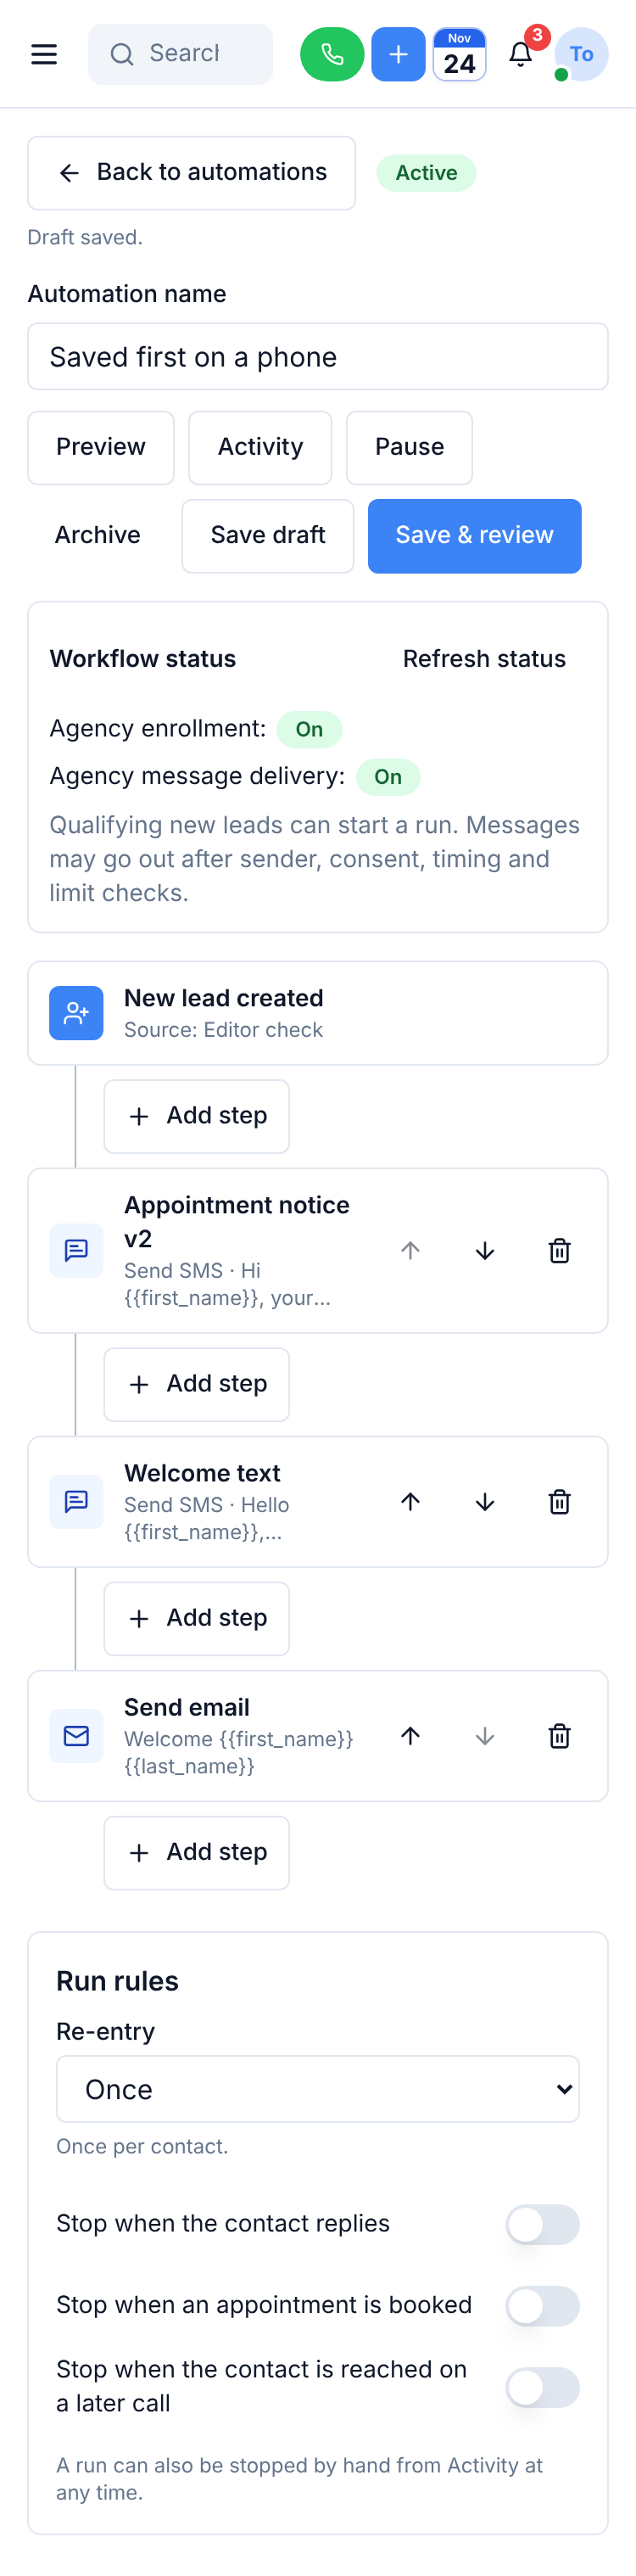 Search
Nov
24
3
To
Back to automations
Active
Draft saved.
Automation name
Saved first on a phone
Preview
Activity
Pause
Archive
Save draft
Save & review
Workflow status
Refresh status
Agency enrollment: On
Agency message delivery: On
Qualifying new leads can start a run. Messages
may go out after sender, consent, timing and
limit checks.
New lead created
Source: Editor check
Add step
Appointment notice
v2
Send SMS · Hi
{{first_name}}, your...
Add step
Welcome text
Send SMS · Hello
{{first_name}},...
Add step
Send email
Welcome {{first_name}}
{{last_name}}
Add step
Run rules
Re-entry
Once
Once per contact.
Stop when the contact replies
Stop when an appointment is booked
Stop when the contact is reached on
a later call
A run can also be stopped by hand from Activity at
any time.